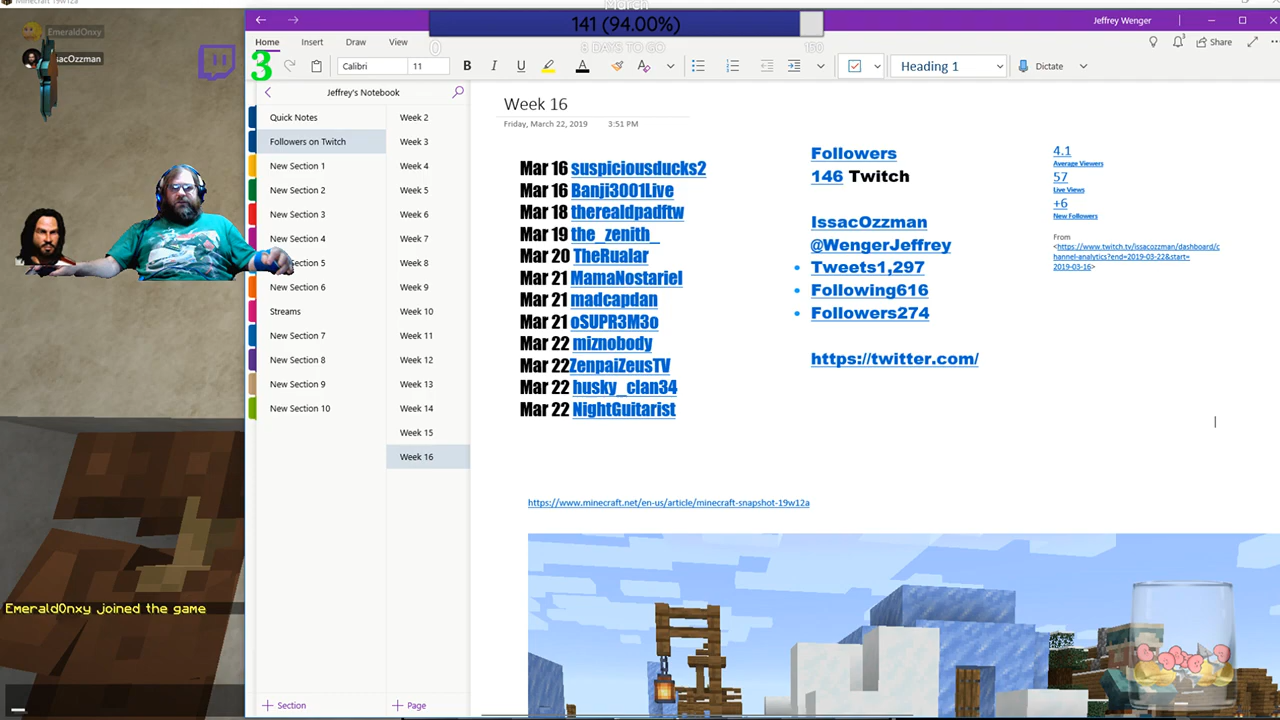 Minecraft 19w12a
March
141 (94.00%)
0
8 DAYS TO GO
150
Jeffrey Wenger
EmeraldOnxy
sacOzzman
3
Home
Insert
Draw
View
Share
Calibri
11
B
I
U
A
Heading 1
Dictate
Jeffrey's Notebook
Quick Notes
Followers on Twitch
New Section 1
New Section 2
New Section 3
New Section 4
5
New Section 6
Streams
New Section 7
New Section 8
New Section 9
New Section 10
Section
Week 2
Week 3
Week 4
Week 5
Week 6
Week 7
Week 8
Week 9
Week 10
Week 11
Week 12
Week 13
Week 14
Week 15
Week 16
Page
Week 16
Friday, March 22, 2019
3:51 PM
Mar 16 suspiciousducks2
Mar 16 Banji3001Live
Mar 18 therealdpadftw
Mar 19 the_zenith_
Mar 20 TheRualar
Mar 21 MamaNostariel
Mar 21 madcapdan
Mar 21 oSUPR3M3o
Mar 22 miznobody
Mar 22ZenpaiZeusTV
Mar 22 husky_clan34
Mar 22 NightGuitarist
Followers
146 Twitch
IssacOzzman
@WengerJeffrey
Tweets1,297
Following616
Followers274
https://twitter.com/
4.1
Average Viewers
57
Live Views
+6
New Followers
From
<https://www.twitch.tv/issacozzman/dashboard/c
hannel-analytics?end=2019-03-22&start=
2019-03-16>
https://www.minecraft.net/en-us/article/minecraft-snapshot-19w12a
EmeraldOnxy joined the game